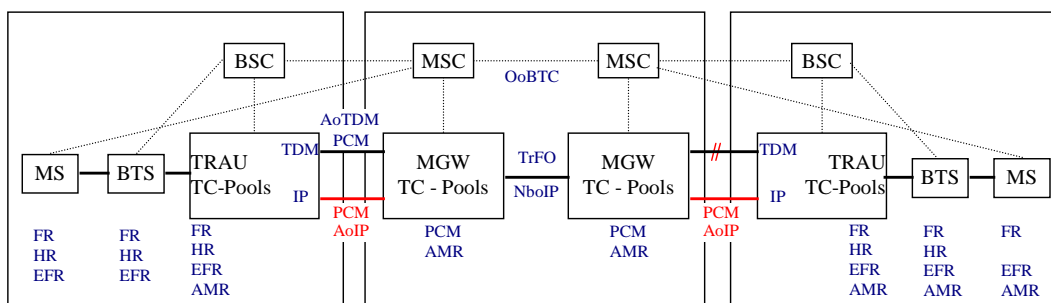 BSC
MSC
MSC
BSC
OoBTC
AoTDM
PCM
MS
BTS
TRAU
TC-Pools
TDM
IP
MGW
TC - Pools
TrFO
NboIP
MGW
TC - Pools
TDM
IP
TRAU
TC-Pools
BTS
MS
PCM
AoIP
PCM
AoIP
FR
HR
EFR
FR
HR
EFR
FR
HR
EFR
AMR
PCM
AMR
PCM
AMR
FR
HR
EFR
AMR
FR
HR
EFR
AMR
FR
EFR
AMR